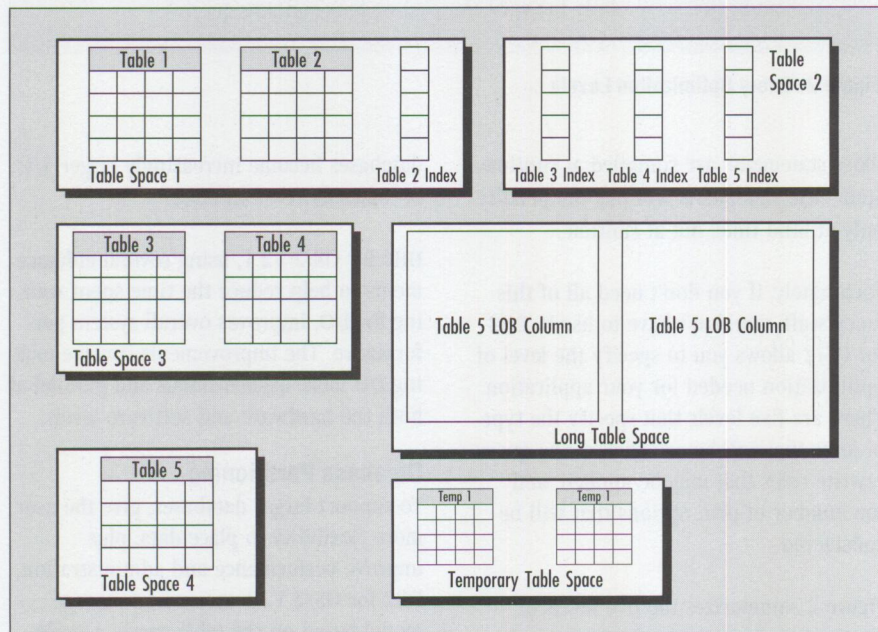 Table 1
Table 2
Table Space 1
Table 2 Index
Table
Space 2
Table 3 Index
Table 4 Index
Table 5 Index
Table 3
Table 4
Table Space 3
Table 5 LOB Column
Table 5 LOB Column
Long Table Space
Table 5
Table Space 4
Temp 1
Temp 1
Temporary Table Space